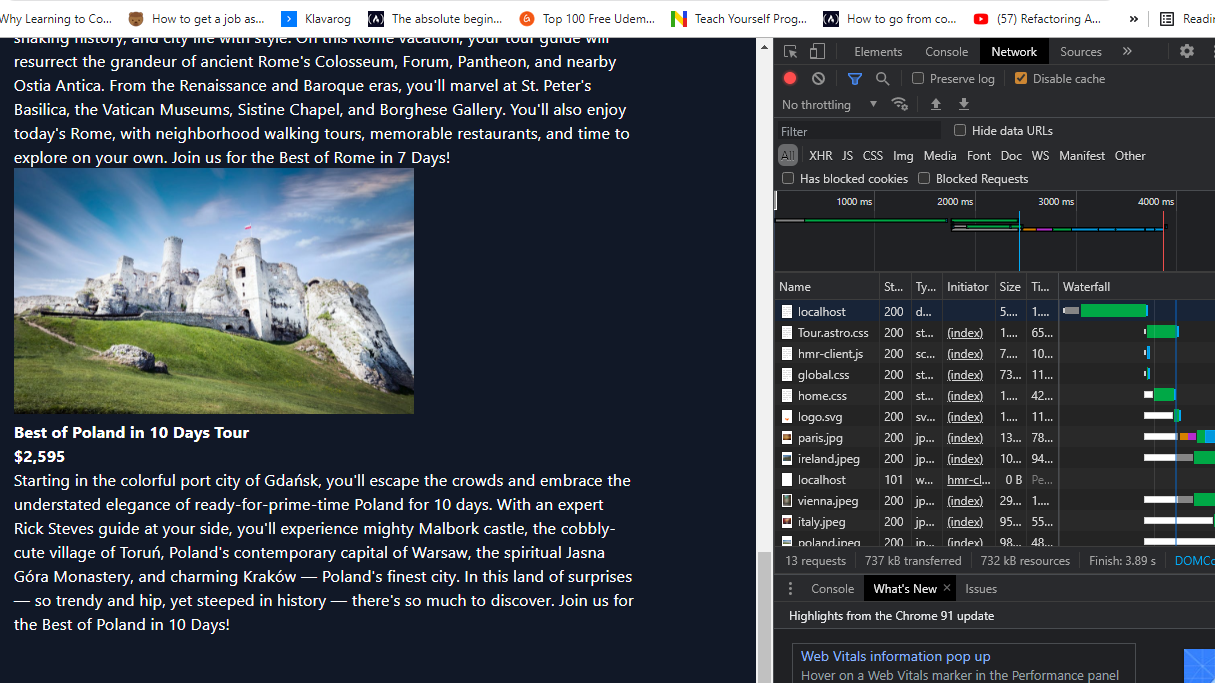 Why Learning to Co...
How to get a job as...
Klavarog
The absolute begin...
Top 100 Free Udem...
Teach Yourself Prog...
How to go from co...
(57) Refactoring A...
»
shaking history, and city life with style. On this Rome vacation, your tour guide will
resurrect the grandeur of ancient Rome's Colosseum, Forum, Pantheon, and nearby
Ostia Antica. From the Renaissance and Baroque eras, you'll marvel at St. Peter's
Basilica, the Vatican Museums, Sistine Chapel, and Borghese Gallery. You'll also enjoy
today's Rome, with neighborhood walking tours, memorable restaurants, and time to
explore on your own. Join us for the Best of Rome in 7 Days!
Best of Poland in 10 Days Tour
$2,595
Starting in the colorful port city of Gdańsk, you'll escape the crowds and embrace the
understated elegance of ready-for-prime-time Poland for 10 days. With an expert
Rick Steves guide at your side, you'll experience mighty Malbork castle, the cobbly-
cute village of Toruń, Poland's contemporary capital of Warsaw, the spiritual Jasna
Góra Monastery, and charming Kraków — Poland's finest city. In this land of surprises
— so trendy and hip, yet steeped in history — there's so much to discover. Join us for
the Best of Poland in 10 Days!
Elements Console Network Sources »
Preserve log Disable cache
No throttling
Filter Hide data URLs
All XHR JS CSS Img Media Font Doc WS Manifest Other
Has blocked cookies Blocked Requests
1000 ms 2000 ms 3000 ms 4000 ms
Name St... Ty... Initiator Size Ti... Waterfall
localhost 200 d... 5.... 1....
Tour.astro.css 200 st... (index) 1.... 65...
hmr-client.js 200 sc... (index) 7.... 10...
global.css 200 st... (index) 73... 11...
home.css 200 st... (index) 1.... 42...
logo.svg 200 sv... (index) 1.... 11...
paris.jpg 200 jp... (index) 13... 78...
ireland.jpeg 200 jp... (index) 10... 94...
localhost 101 w... hmr-cl... 0 B Pe...
vienna.jpeg 200 jp... (index) 29... 1....
italy.jpeg 200 jp... (index) 95... 55...
poland.jpeg 200 jp... (index) 98... 48...
13 requests 737 kB transferred 732 kB resources Finish: 3.89 s DOMCo
Console What's New × Issues
Highlights from the Chrome 91 update
Web Vitals information pop up
Hover on a Web Vitals marker in the Performance panel